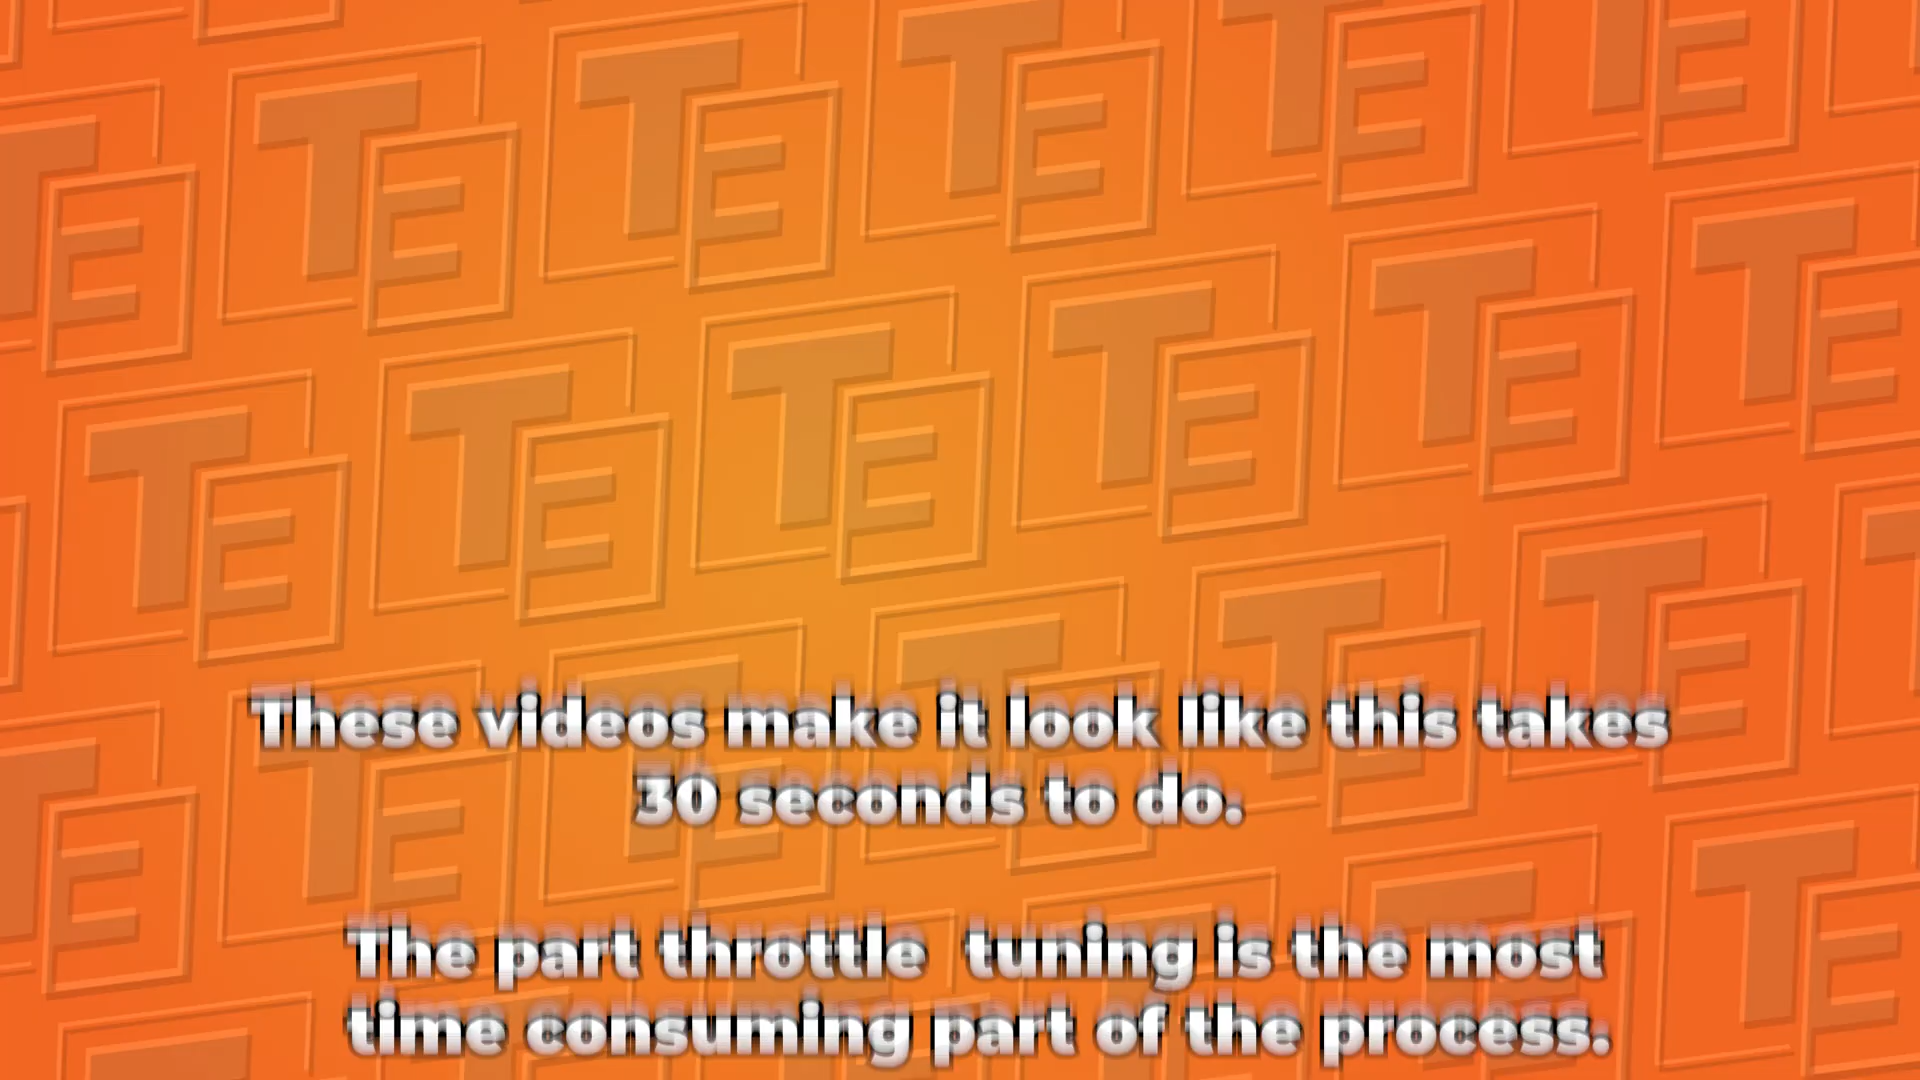 These videos make it look like this takes
30 seconds to do.
The part throttle tuning is the most
time consuming part of the process.